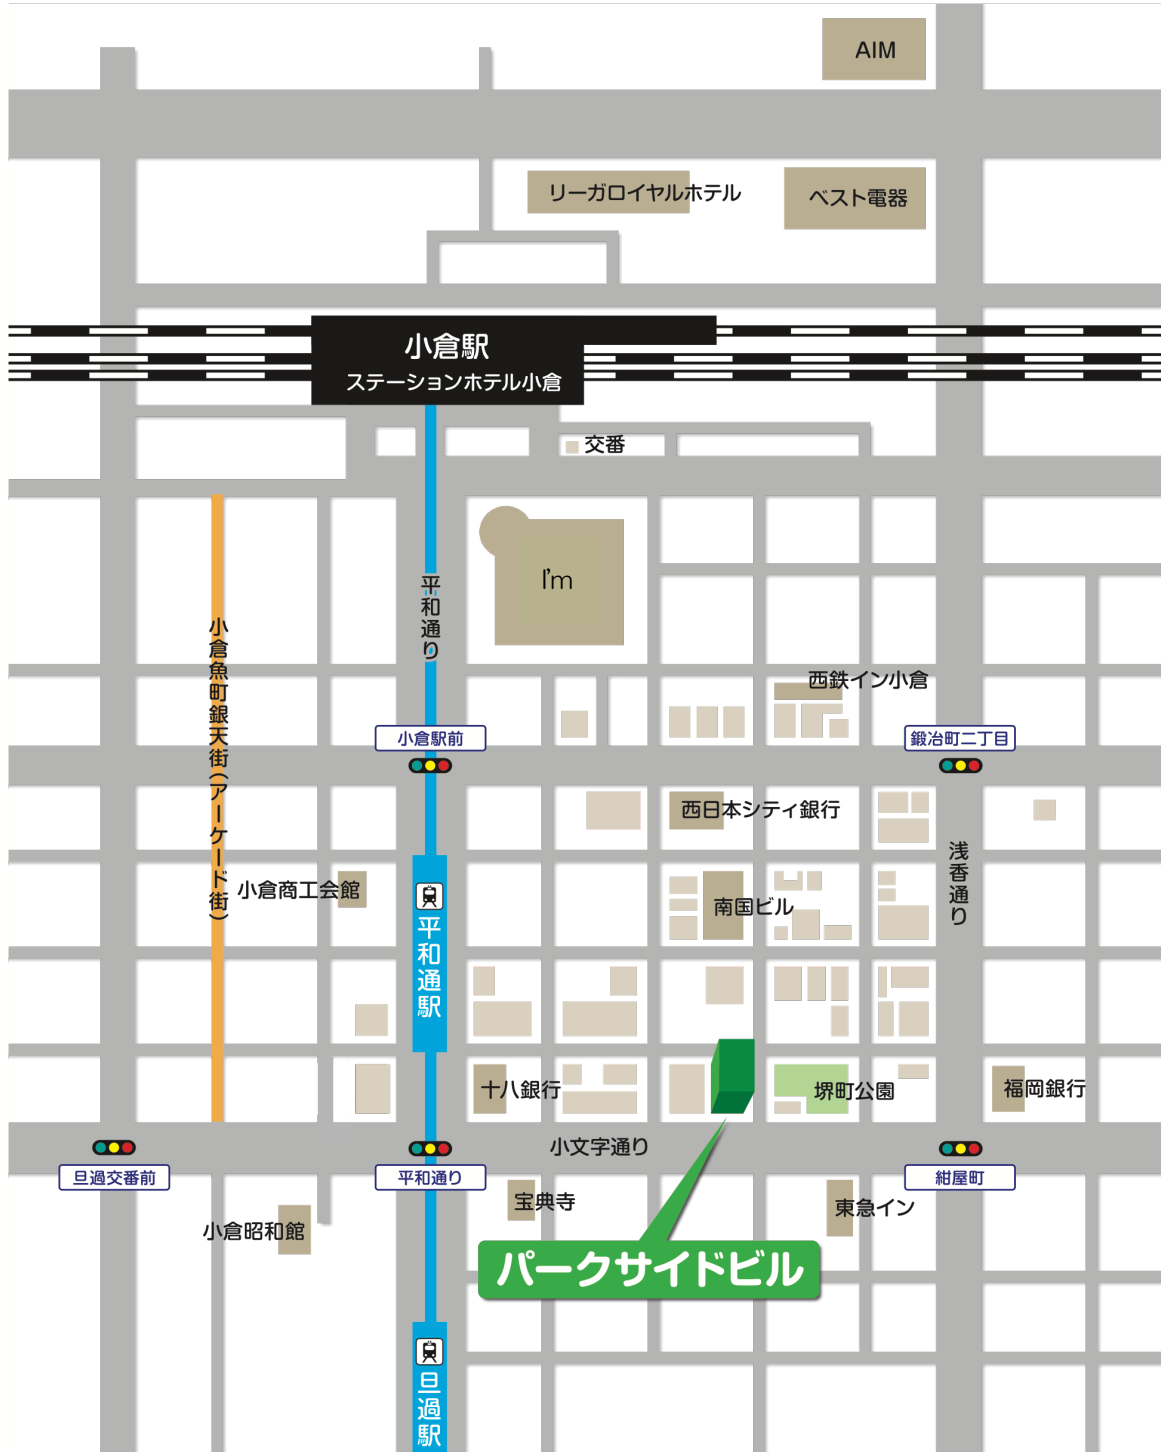 AIM
リーガロイヤルホテル
ベスト電器
小倉駅
ステーションホテル小倉
交番
I'm
平和通り
小倉魚町銀天街(アーケード街)
西鉄イン小倉
小倉駅前
鍛冶町二丁目
西日本シティ銀行
浅香通り
小倉商工会館
南国ビル
平和通駅
十八銀行
堺町公園
福岡銀行
小文字通り
旦過交番前
平和通り
紺屋町
宝典寺
東急イン
小倉昭和館
パークサイドビル
旦過駅